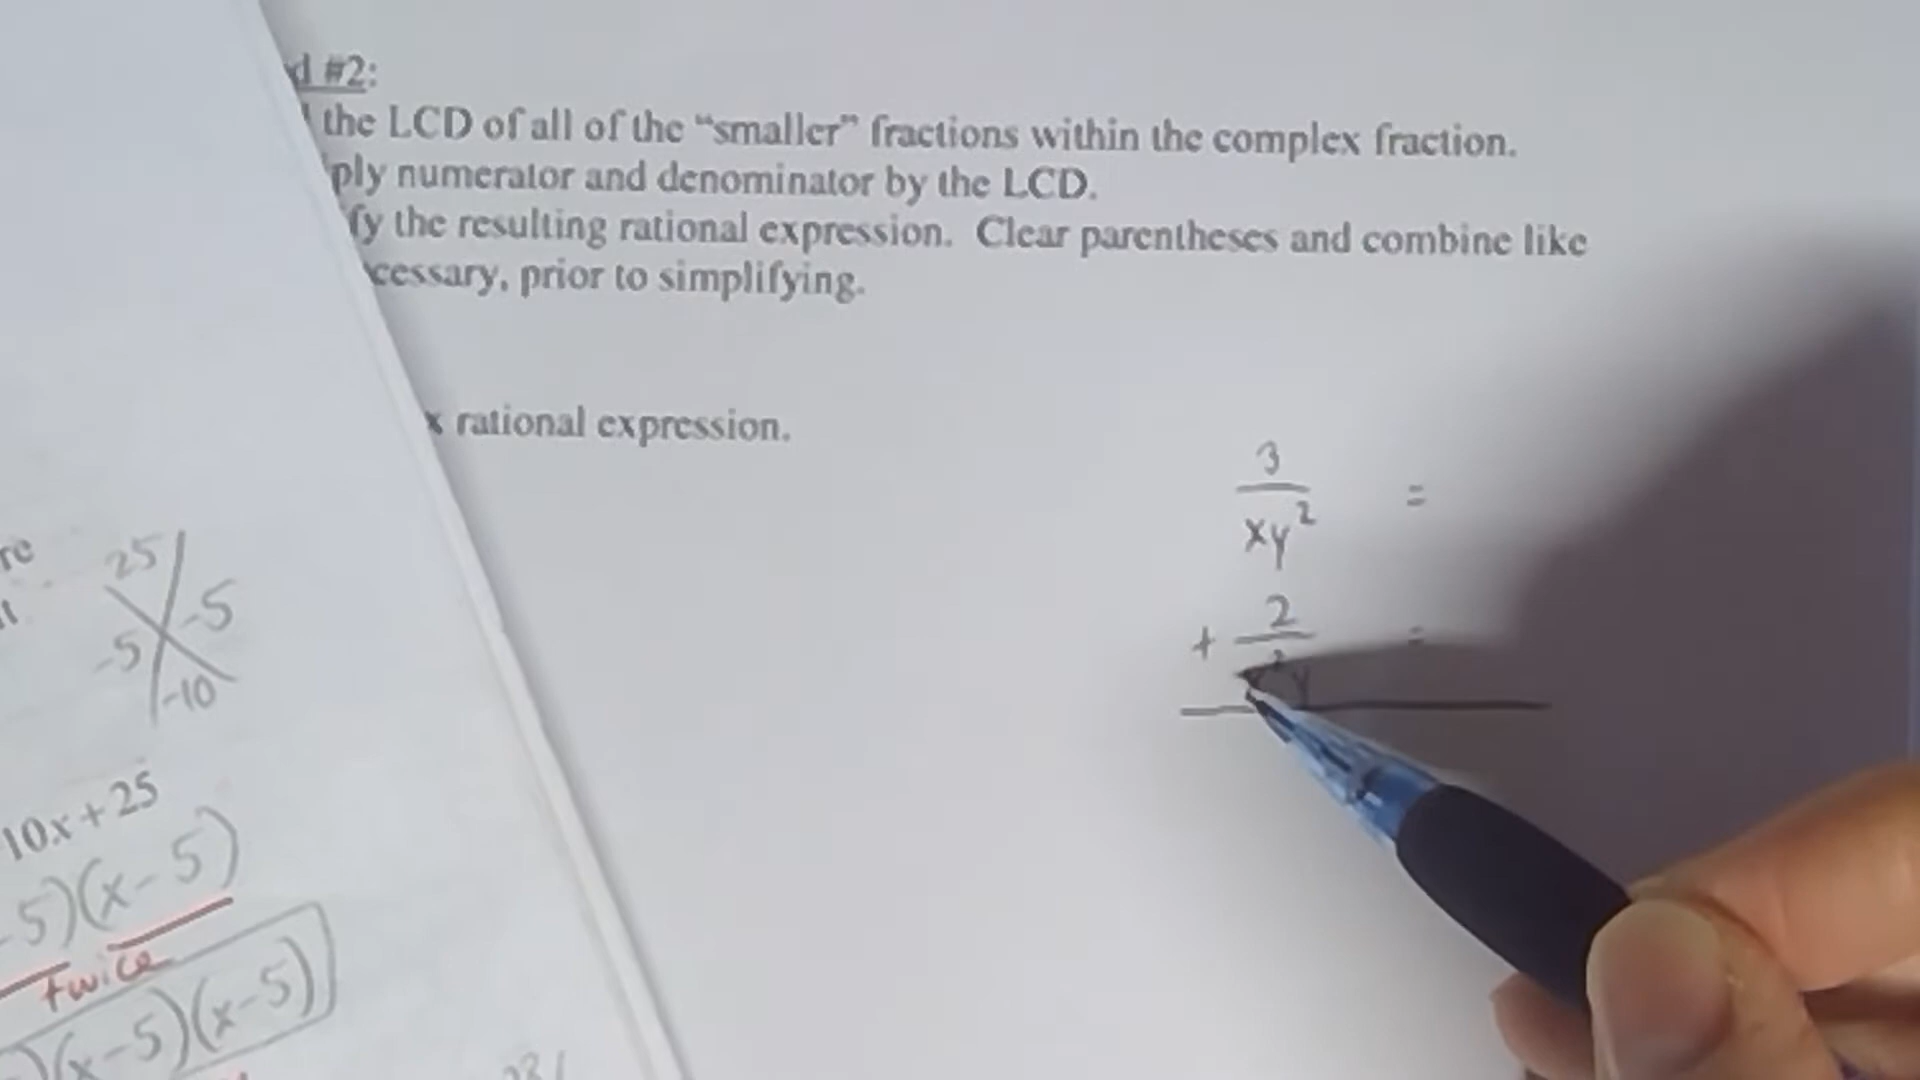 #2:
the LCD of all of the “smaller” fractions within the complex fraction.
ply numerator and denominator by the LCD.
fy the resulting rational expression. Clear parentheses and combine like
cessary, prior to simplifying.
x rational expression.
3
xy² =
2
+ =
y
re
25
-5 -5
-10
10x+25
-5)(x-5)
twice
)(x-5)(x-5)